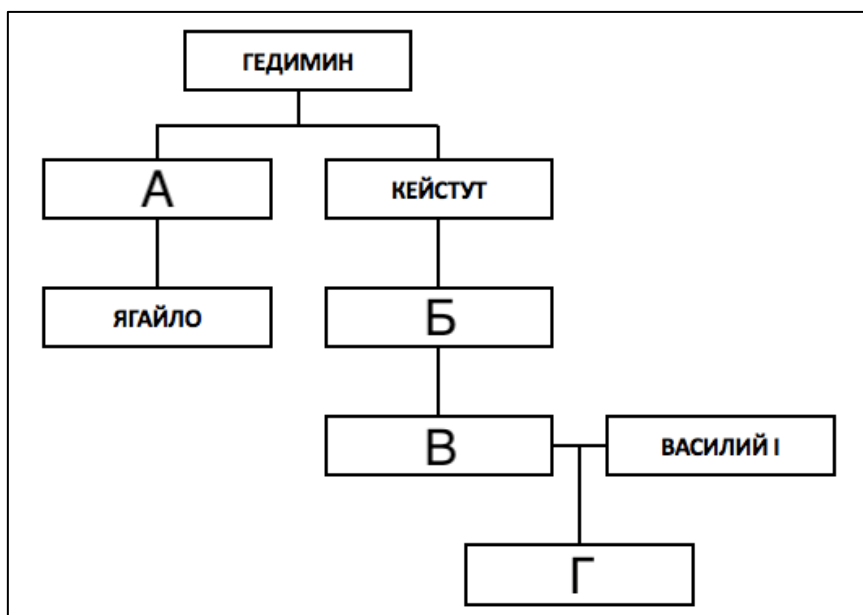 ГЕДИМИН
А
КЕЙСТУТ
ЯГАЙЛО
Б
В
ВАСИЛИЙ I
Г